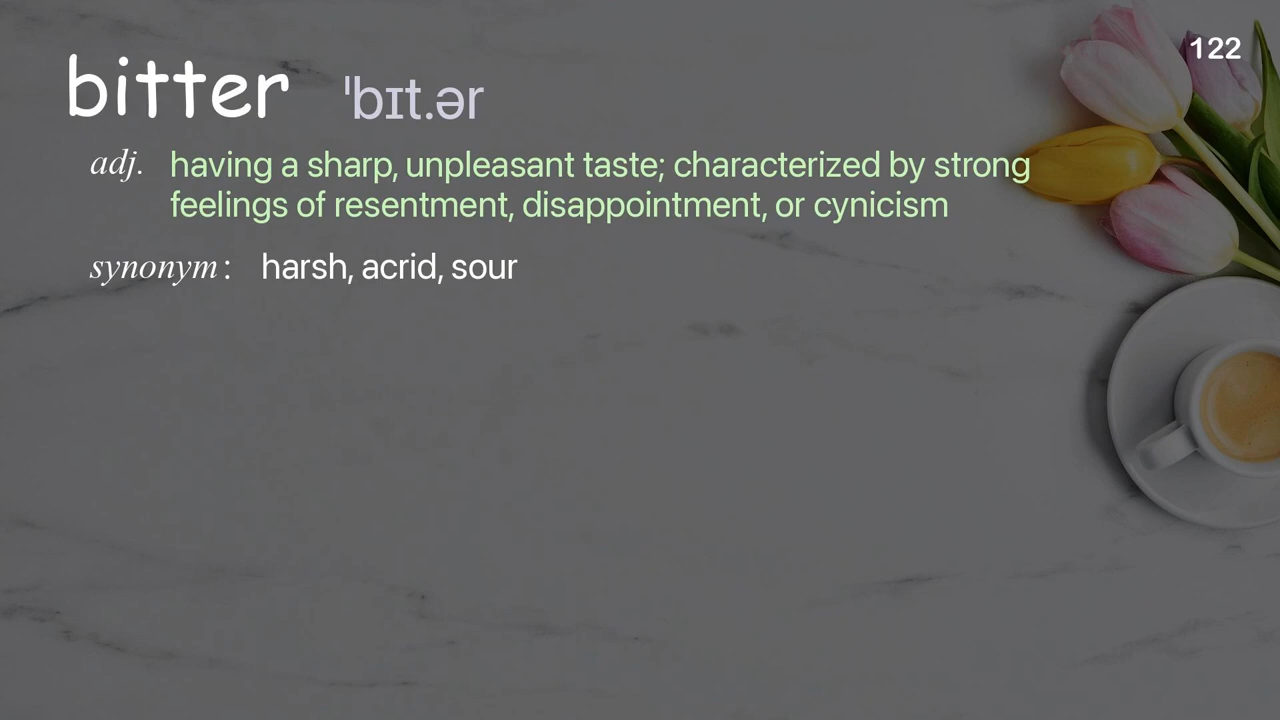 122
bitter ˈbɪt.ər
adj. having a sharp, unpleasant taste; characterized by strong
feelings of resentment, disappointment, or cynicism
synonym: harsh, acrid, sour